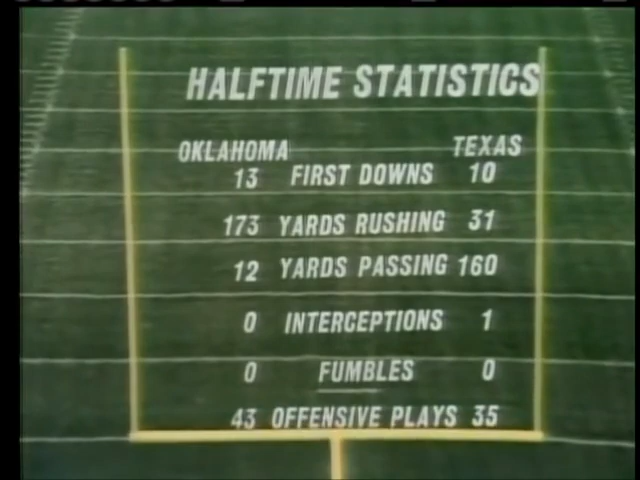 HALFTIME STATISTICS
OKLAHOMA TEXAS
13 FIRST DOWNS 10
173 YARDS RUSHING 31
12 YARDS PASSING 160
0 INTERCEPTIONS 1
0 FUMBLES 0
43 OFFENSIVE PLAYS 35